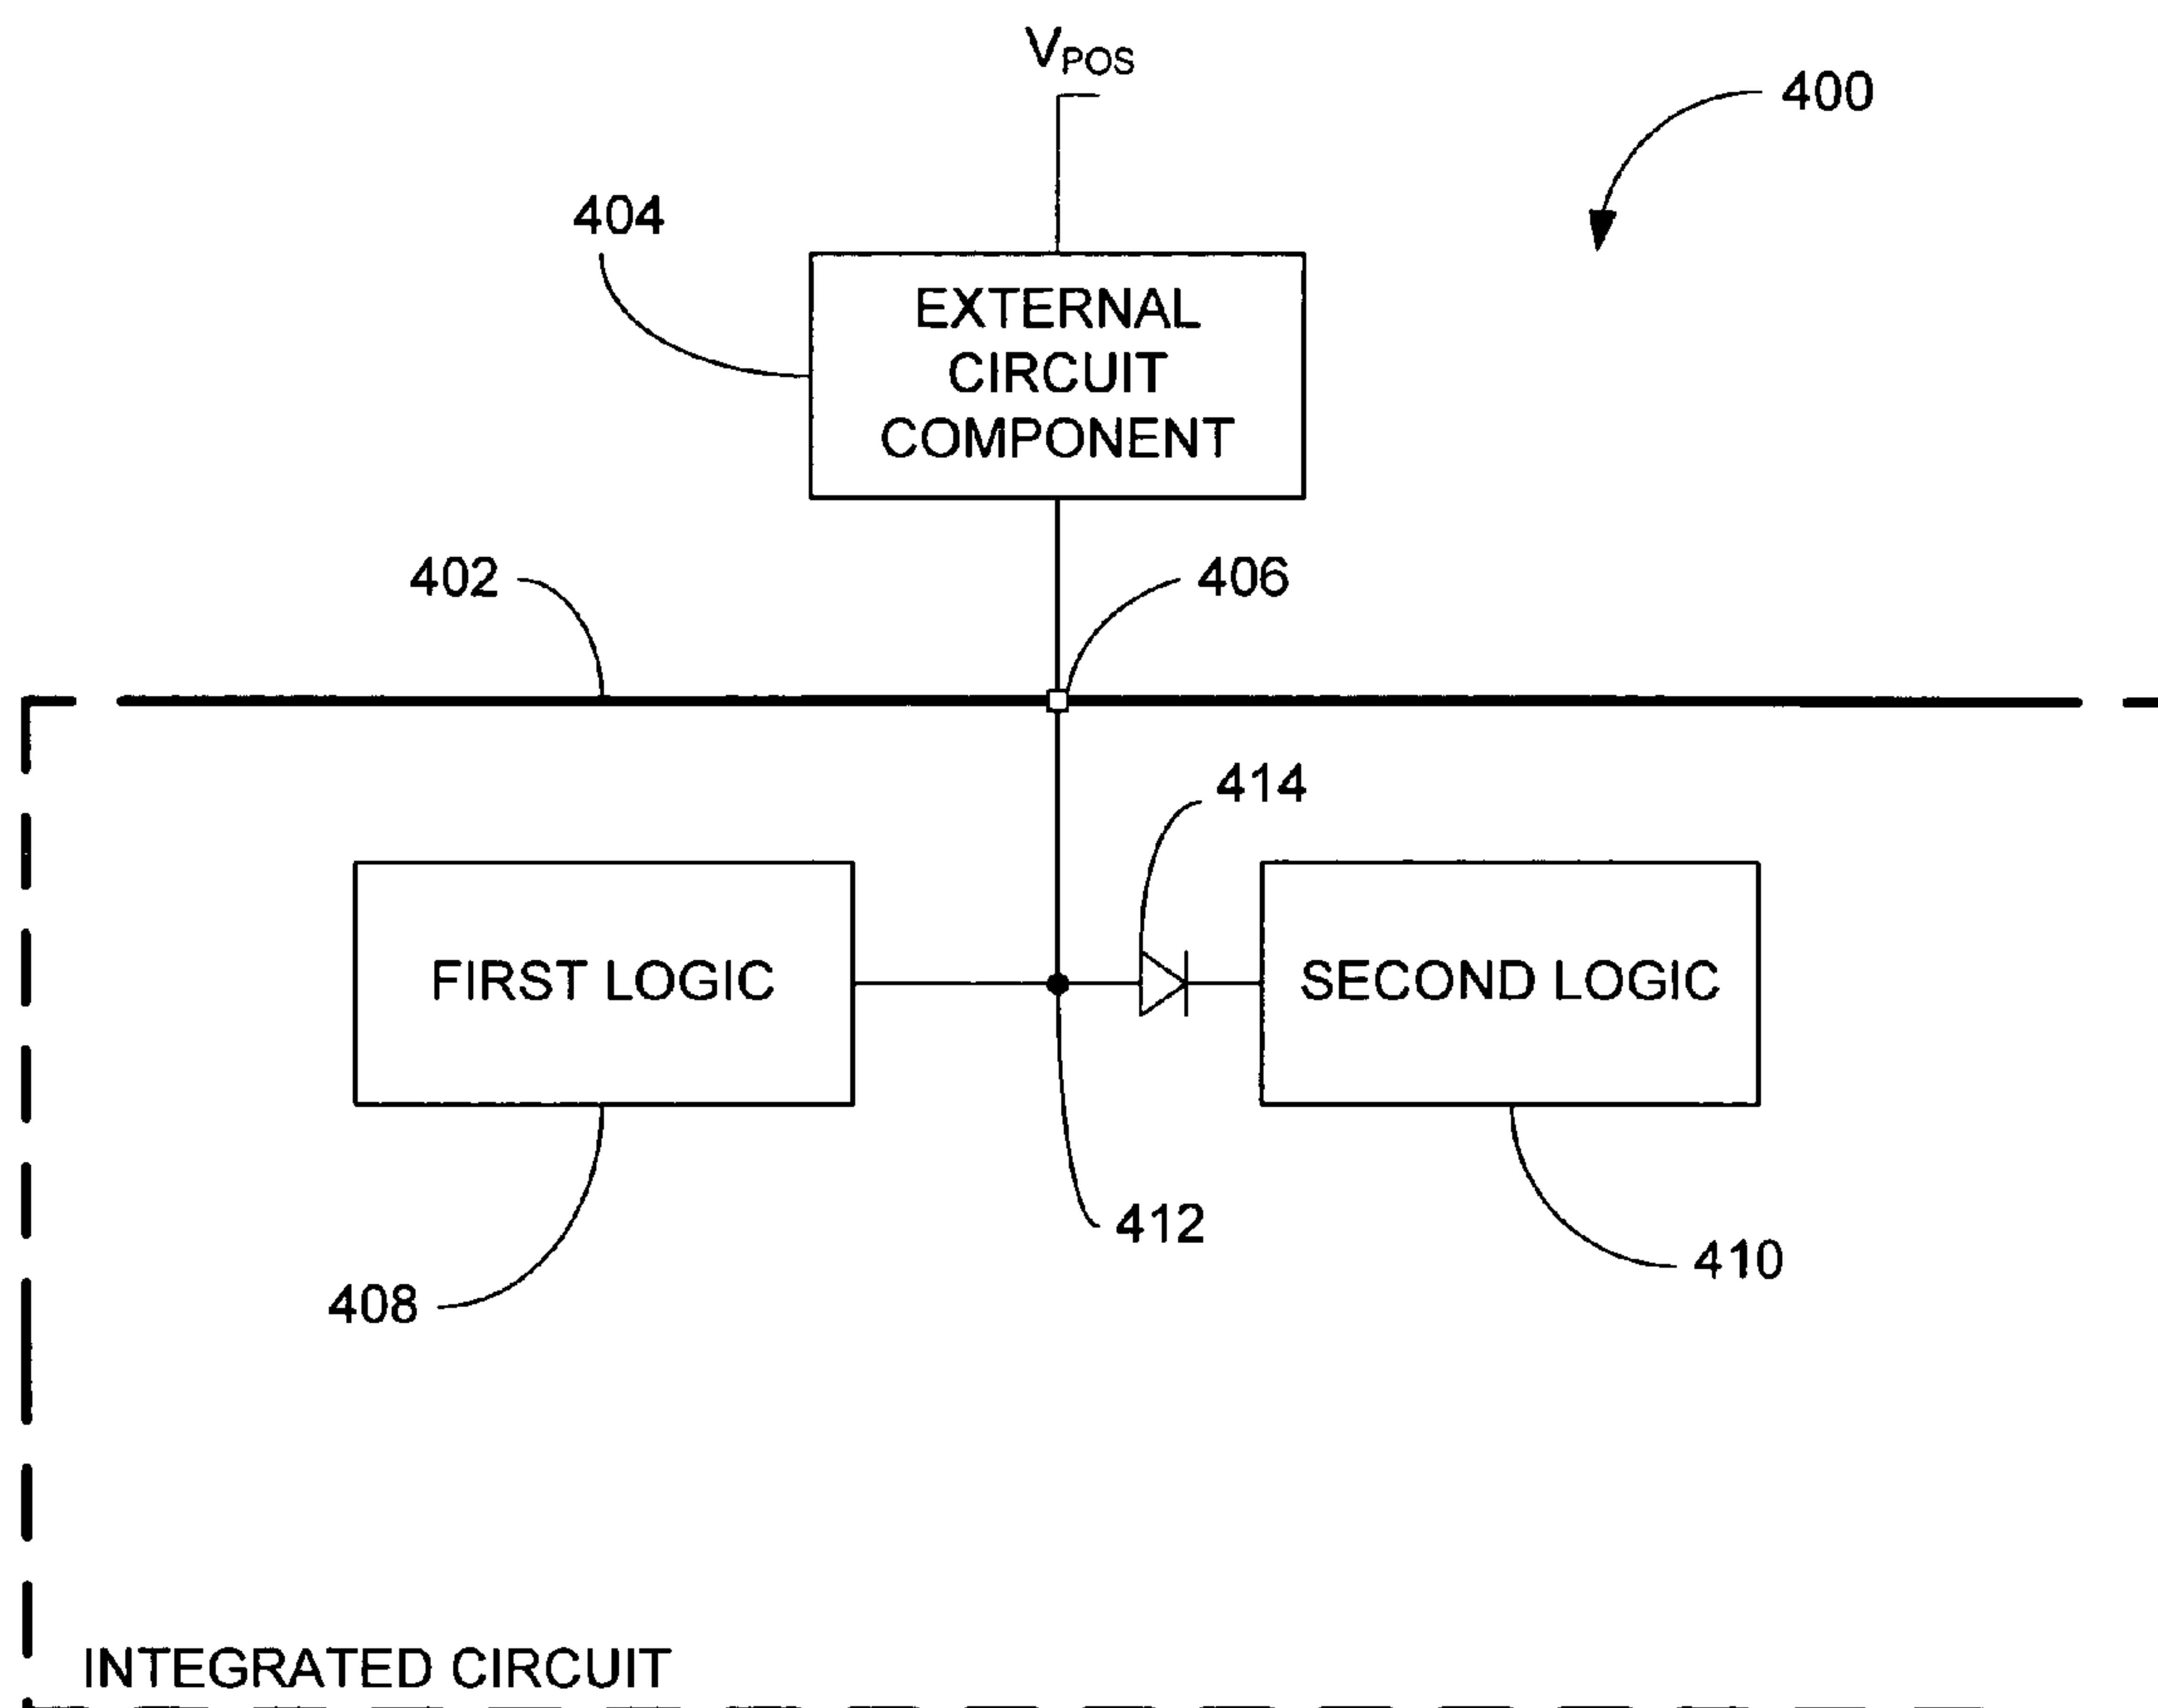 VPOS
400
404
EXTERNAL
CIRCUIT
COMPONENT
402
406
414
FIRST LOGIC
SECOND LOGIC
412
410
408
INTEGRATED CIRCUIT